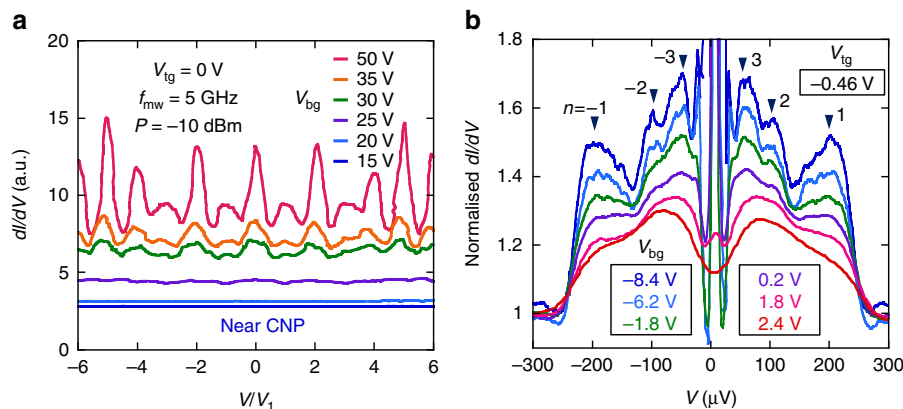 a
dI/dV (a.u.)
20
15
10
5
0
V_tg = 0 V
f_mw = 5 GHz
P = −10 dBm
V_bg
50 V
35 V
30 V
25 V
20 V
15 V
Near CNP
−6 −4 −2 0 2 4 6
V/V_1
b
Normalised dI/dV
1.8
1.6
1.4
1.2
1
n=−1
−2
−3
3
2
1
V_tg
−0.46 V
V_bg
−8.4 V
−6.2 V
−1.8 V
0.2 V
1.8 V
2.4 V
−300 −200 −100 0 100 200 300
V (μV)